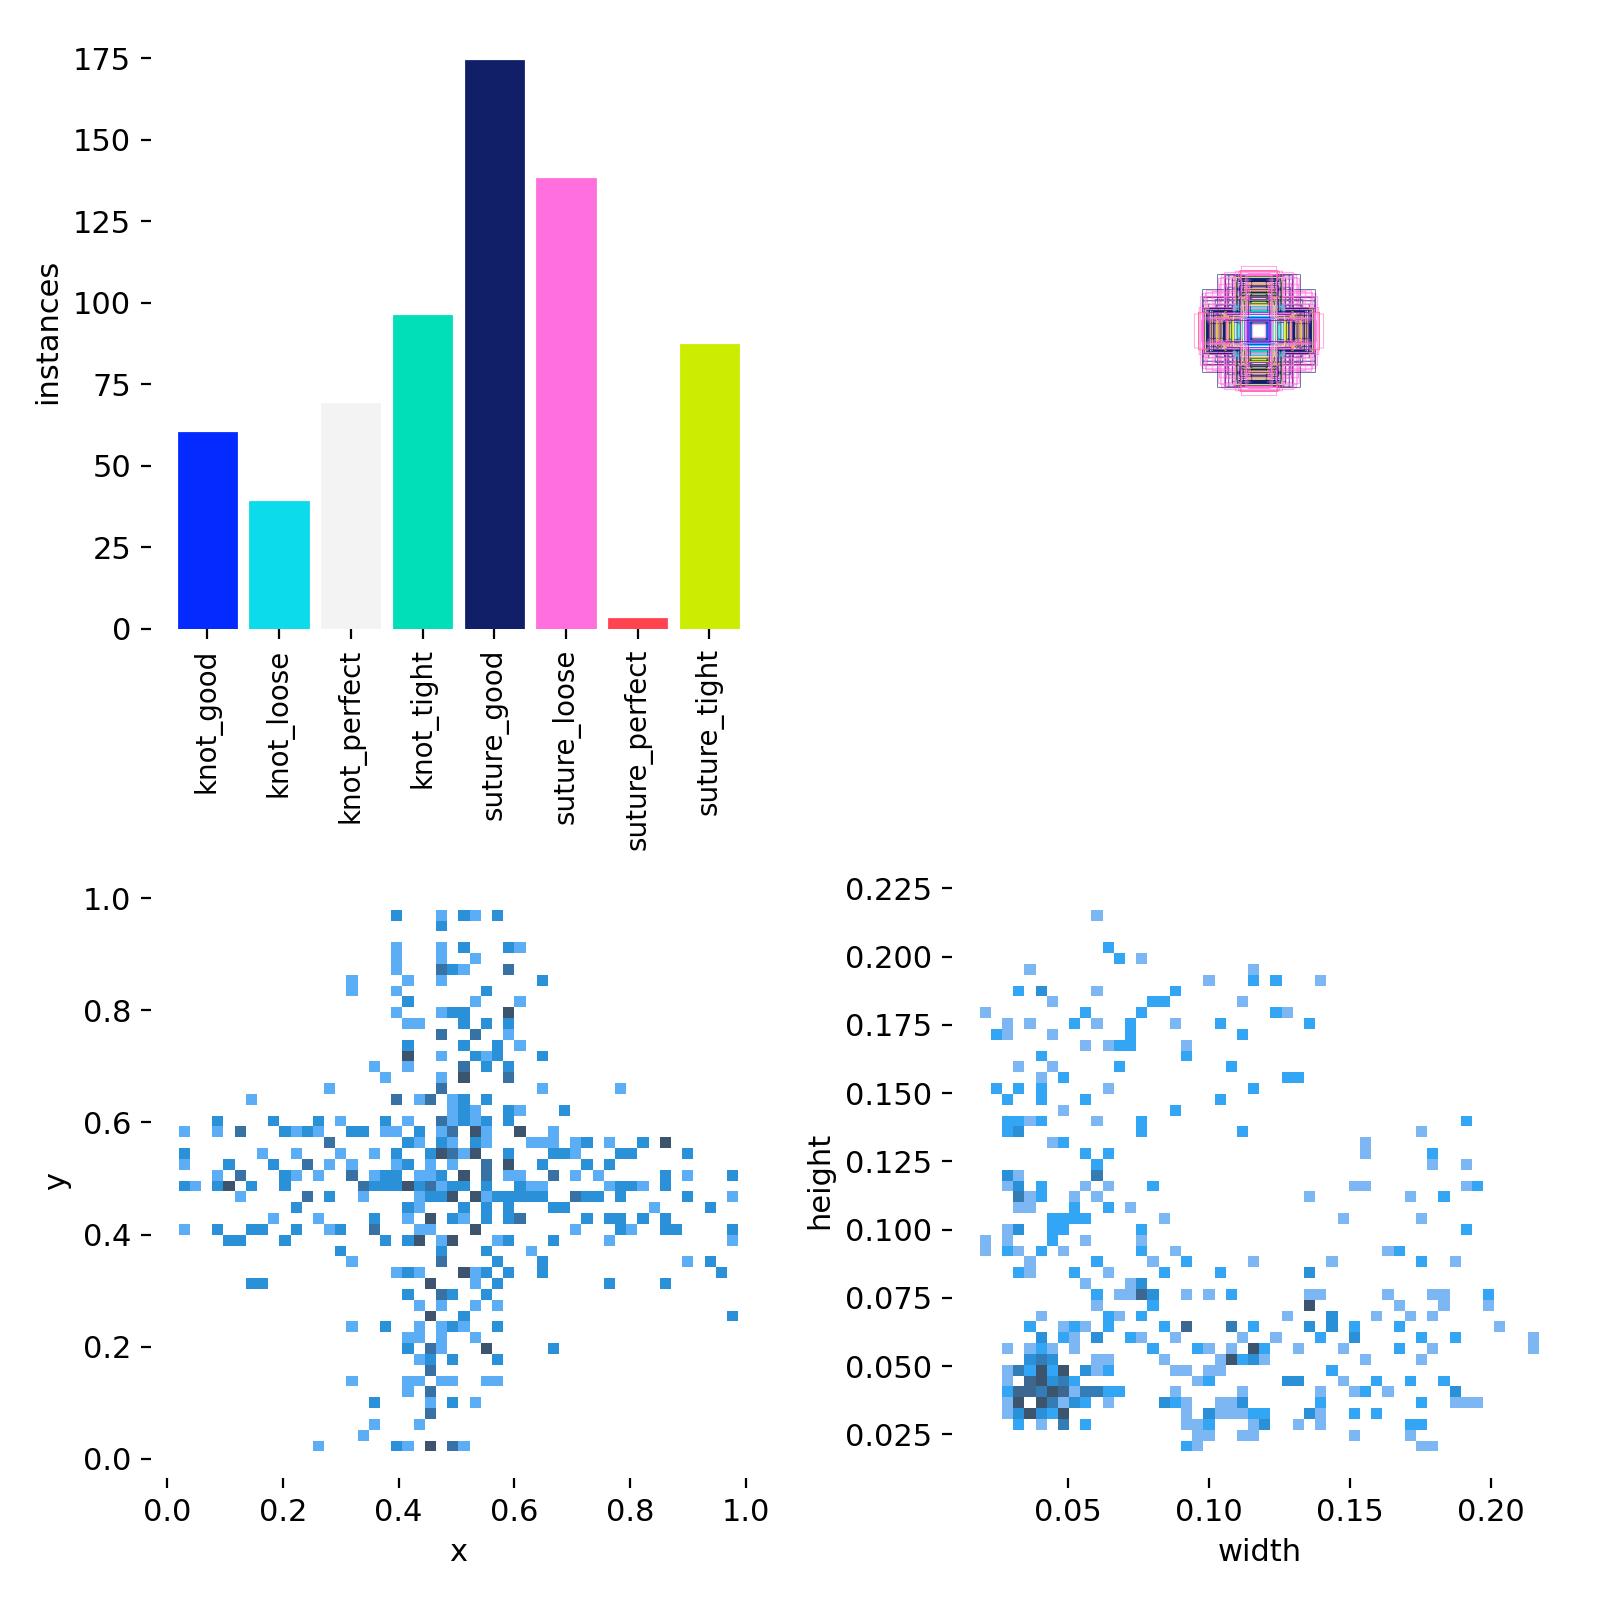 175
150
125
100
75
50
25
0
instances
knot_good
knot_loose
knot_perfect
knot_tight
suture_good
suture_loose
suture_perfect
suture_tight
1.0
0.8
0.6
0.4
0.2
0.0
y
0.0 0.2 0.4 0.6 0.8 1.0
x
0.225
0.200
0.175
0.150
0.125
0.100
0.075
0.050
0.025
height
0.05 0.10 0.15 0.20
width